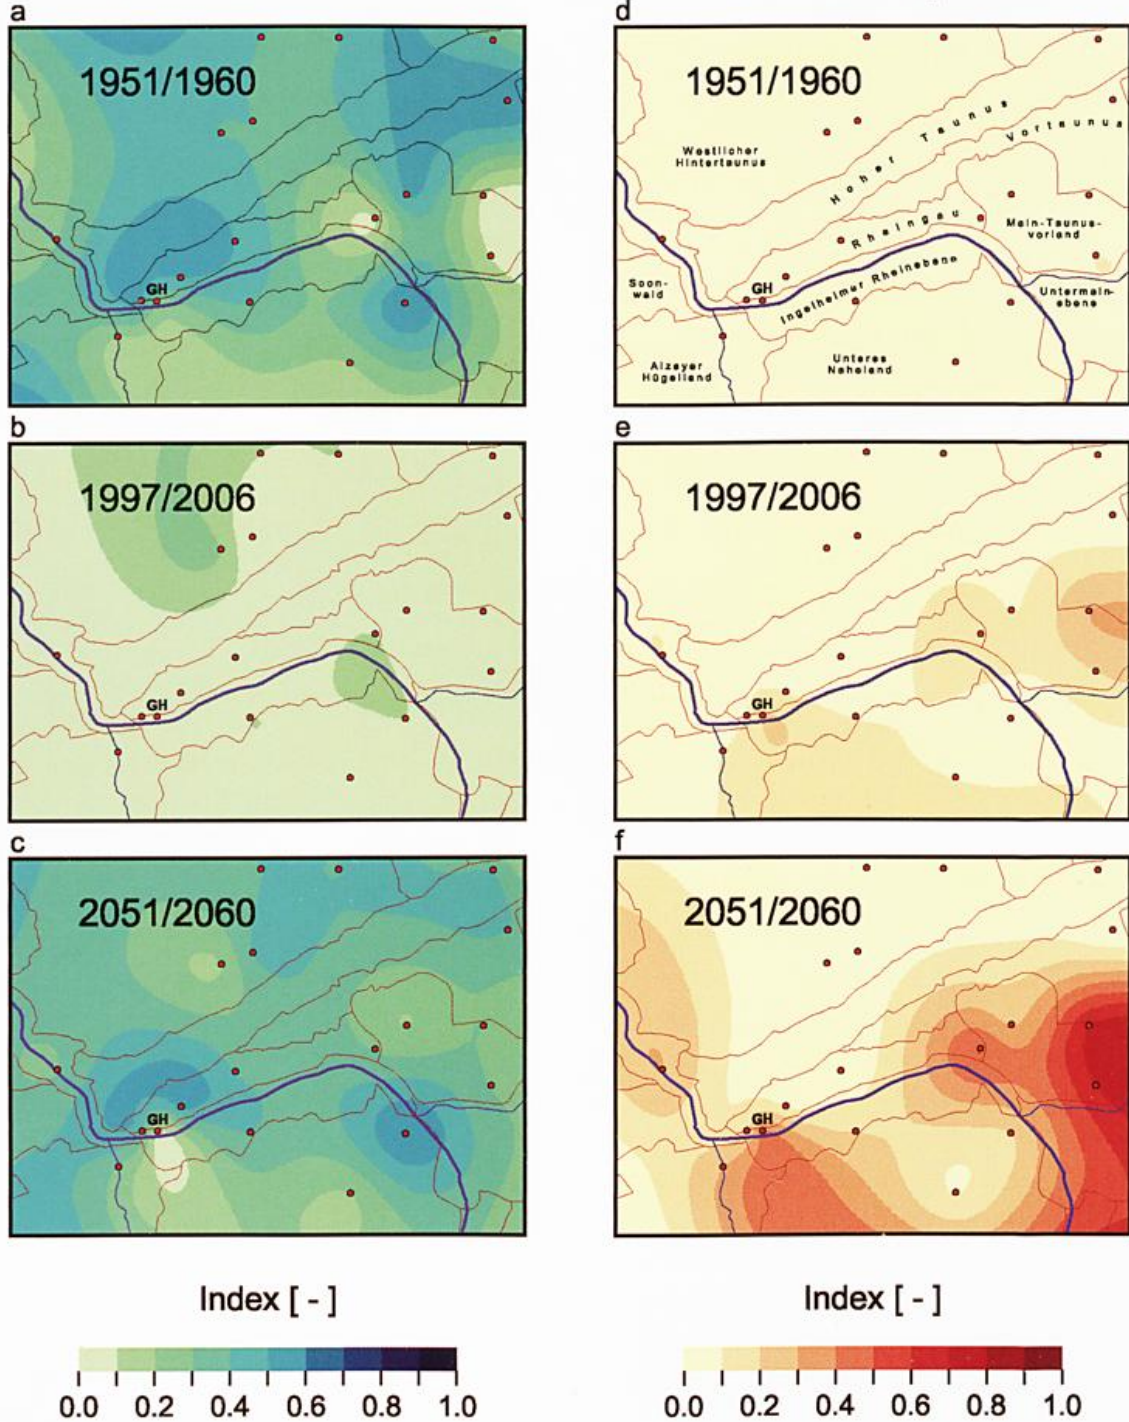 a
1951/1960
GH
d
1951/1960
Westlicher
Hintertaunus
Hoher Taunus
Vortaunus
Rheingau
Main-Taunus-
vorland
Ingelheimer Rheinebene
Soon-
wald
GH
Untermain-
ebene
Alzeyer
Hügelland
Unteres
Naheland
b
1997/2006
GH
e
1997/2006
GH
c
2051/2060
GH
f
2051/2060
GH
Index [ - ]
0.0 0.2 0.4 0.6 0.8 1.0
Index [ - ]
0.0 0.2 0.4 0.6 0.8 1.0